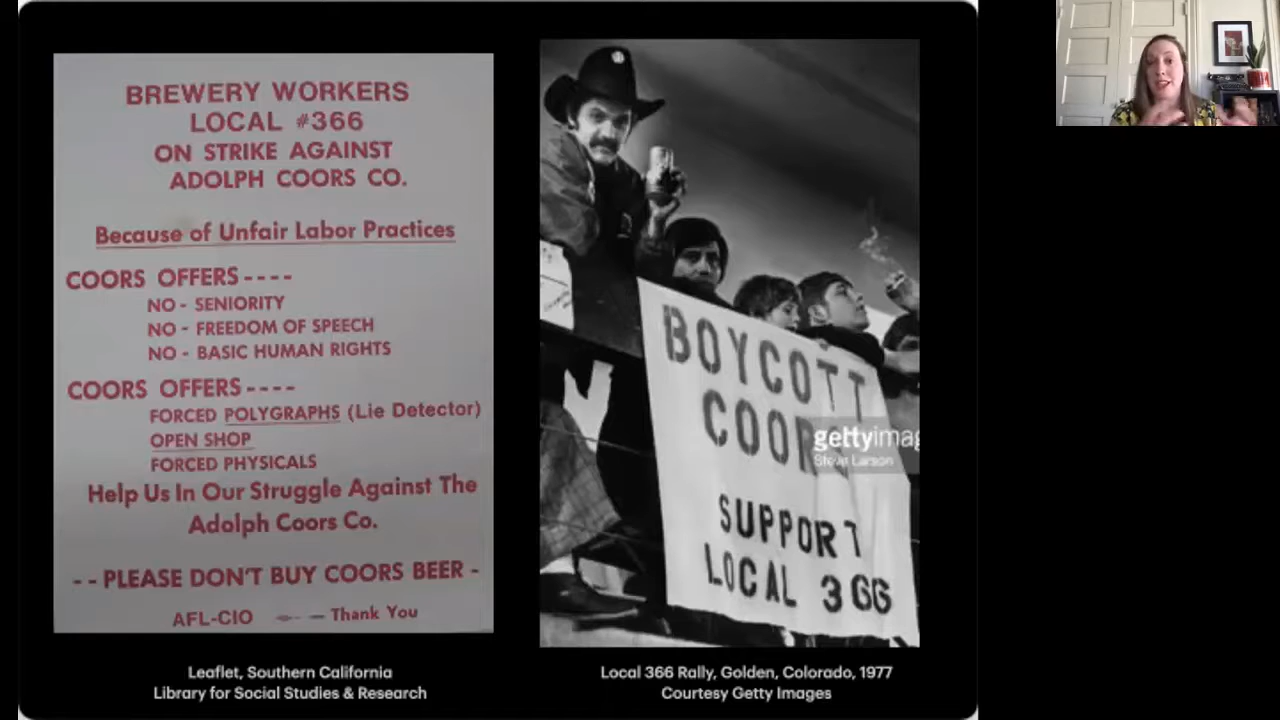 BREWERY WORKERS
LOCAL #366
ON STRIKE AGAINST
ADOLPH COORS CO.
Because of Unfair Labor Practices
COORS OFFERS----
NO - SENIORITY
NO - FREEDOM OF SPEECH
NO - BASIC HUMAN RIGHTS
COORS OFFERS----
FORCED POLYGRAPHS (Lie Detector)
OPEN SHOP
FORCED PHYSICALS
Help Us In Our Struggle Against The
Adolph Coors Co.
--PLEASE DON'T BUY COORS BEER -
AFL-CIO — Thank You
Leaflet, Southern California
Library for Social Studies & Research
BOYCOTT
COORS
gettyimag
Steve Larson
SUPPORT
LOCAL 366
Local 366 Rally, Golden, Colorado, 1977
Courtesy Getty Images